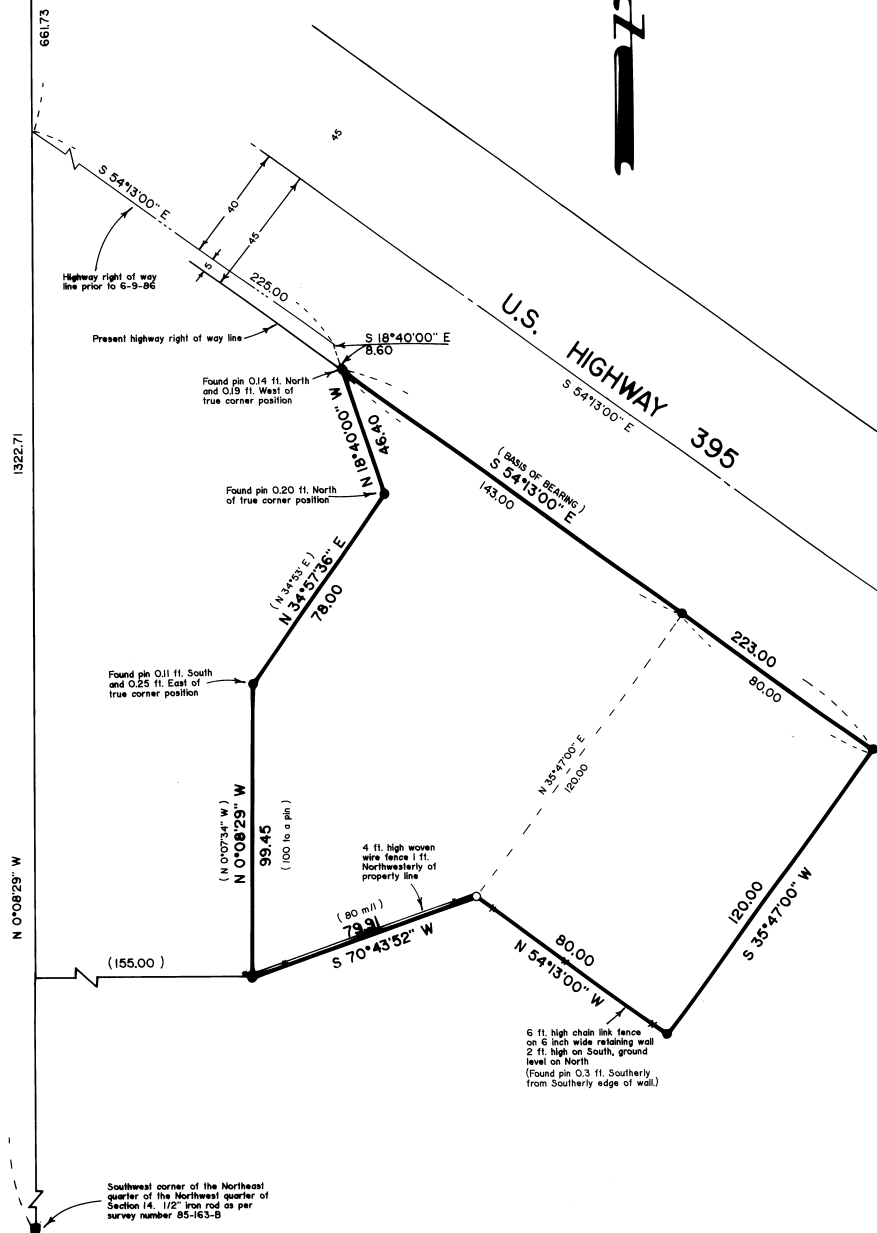 661.73
45
S 54°13'00" E
40
45
5
225.00
Highway right of way
line prior to 6-9-86
Present highway right of way line
S 18°40'00" E
8.60
U.S. HIGHWAY 395
S 54°13'00" E
Found pin 0.14 ft. North
and 0.19 ft. West of
true corner position
N 18°40'00" W
46.40
1322.71
(BASIS OF BEARING)
S 54°13'00" E
143.00
Found pin 0.20 ft. North
of true corner position
(N 34°53' E)
N 34°57'36" E
78.00
223.00
80.00
Found pin 0.11 ft. South
and 0.25 ft. East of
true corner position
N 35°47'00" E
120.00
(N 0°07'34" W)
N 0°08'29" W
99.45
(100 to a pin)
4 ft. high woven
wire fence 1 ft.
Northwesterly of
property line
N 0°08'29" W
(80 m/l)
79.91
S 70°43'52" W
120.00
S 35°47'00" W
80.00
N 54°13'00" W
(155.00)
6 ft. high chain link fence
on 6 inch wide retaining wall
2 ft. high on South, ground
level on North
(Found pin 0.3 ft. Southerly
from Southerly edge of wall.)
Southwest corner of the Northeast
quarter of the Northwest quarter of
Section 14. 1/2" iron rod as per
survey number 85-163-B